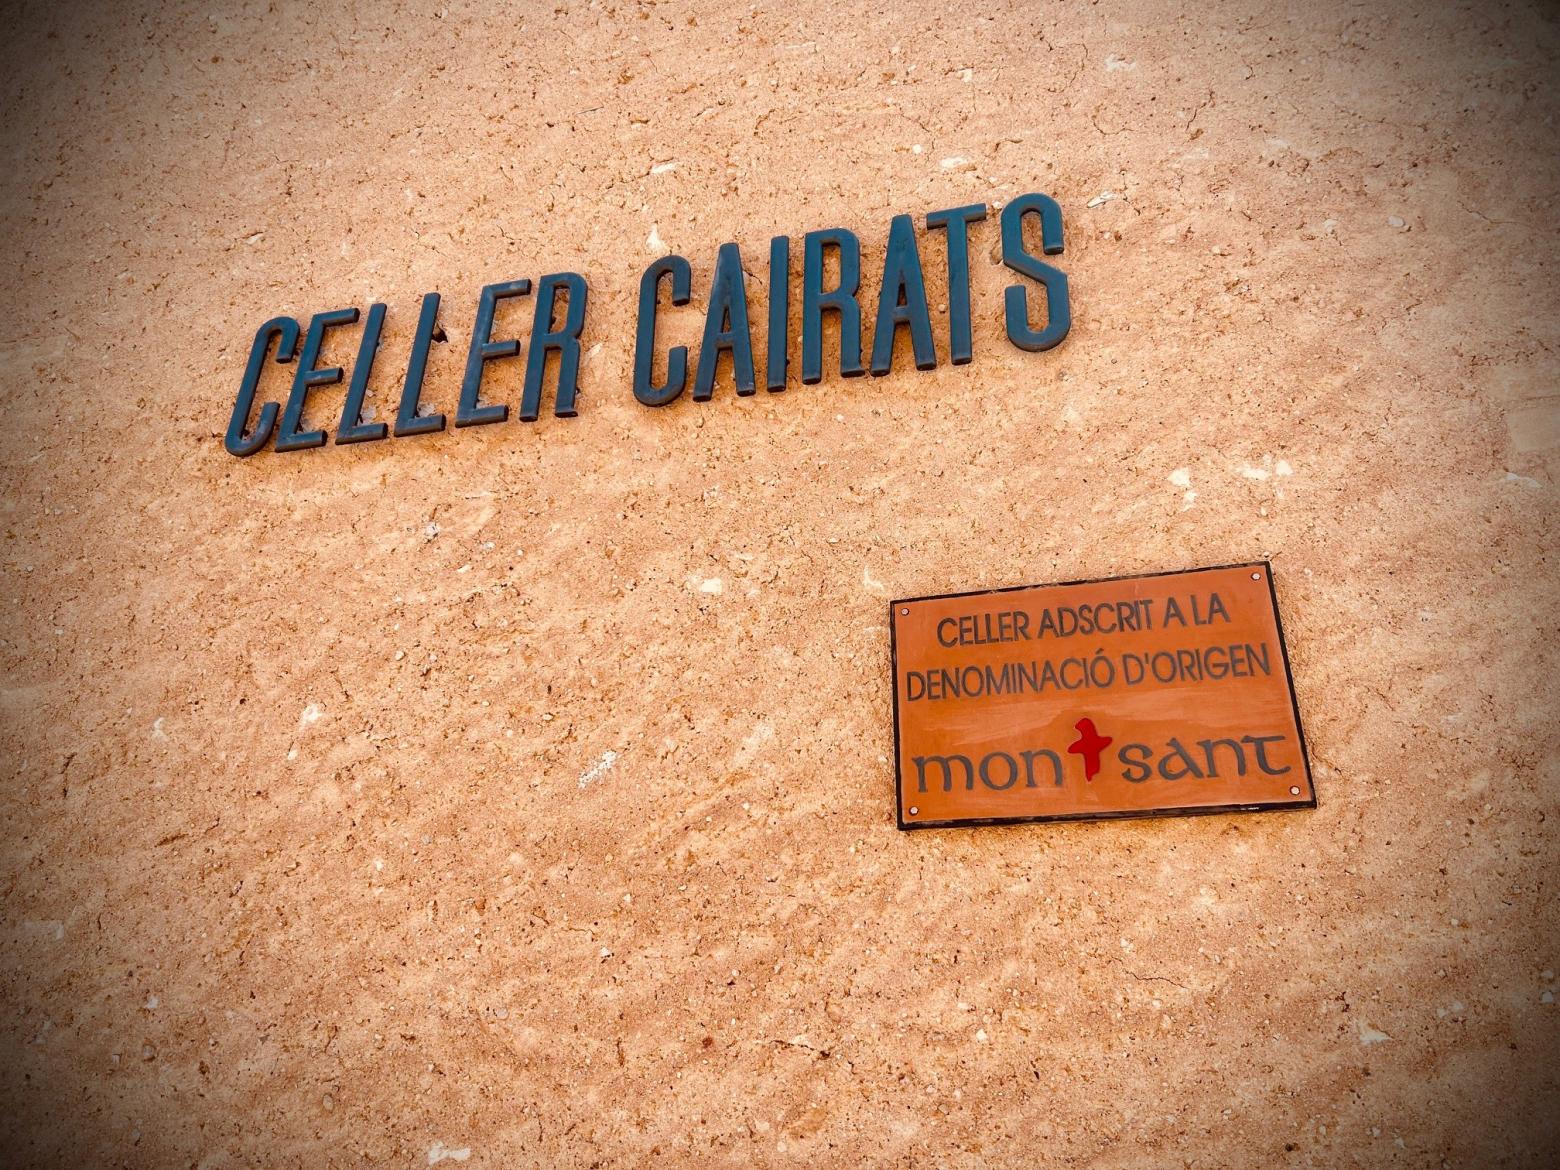 CELLER CAIRATS
CELLER ADSCRIT A LA
DENOMINACIÓ D'ORIGEN
montsant